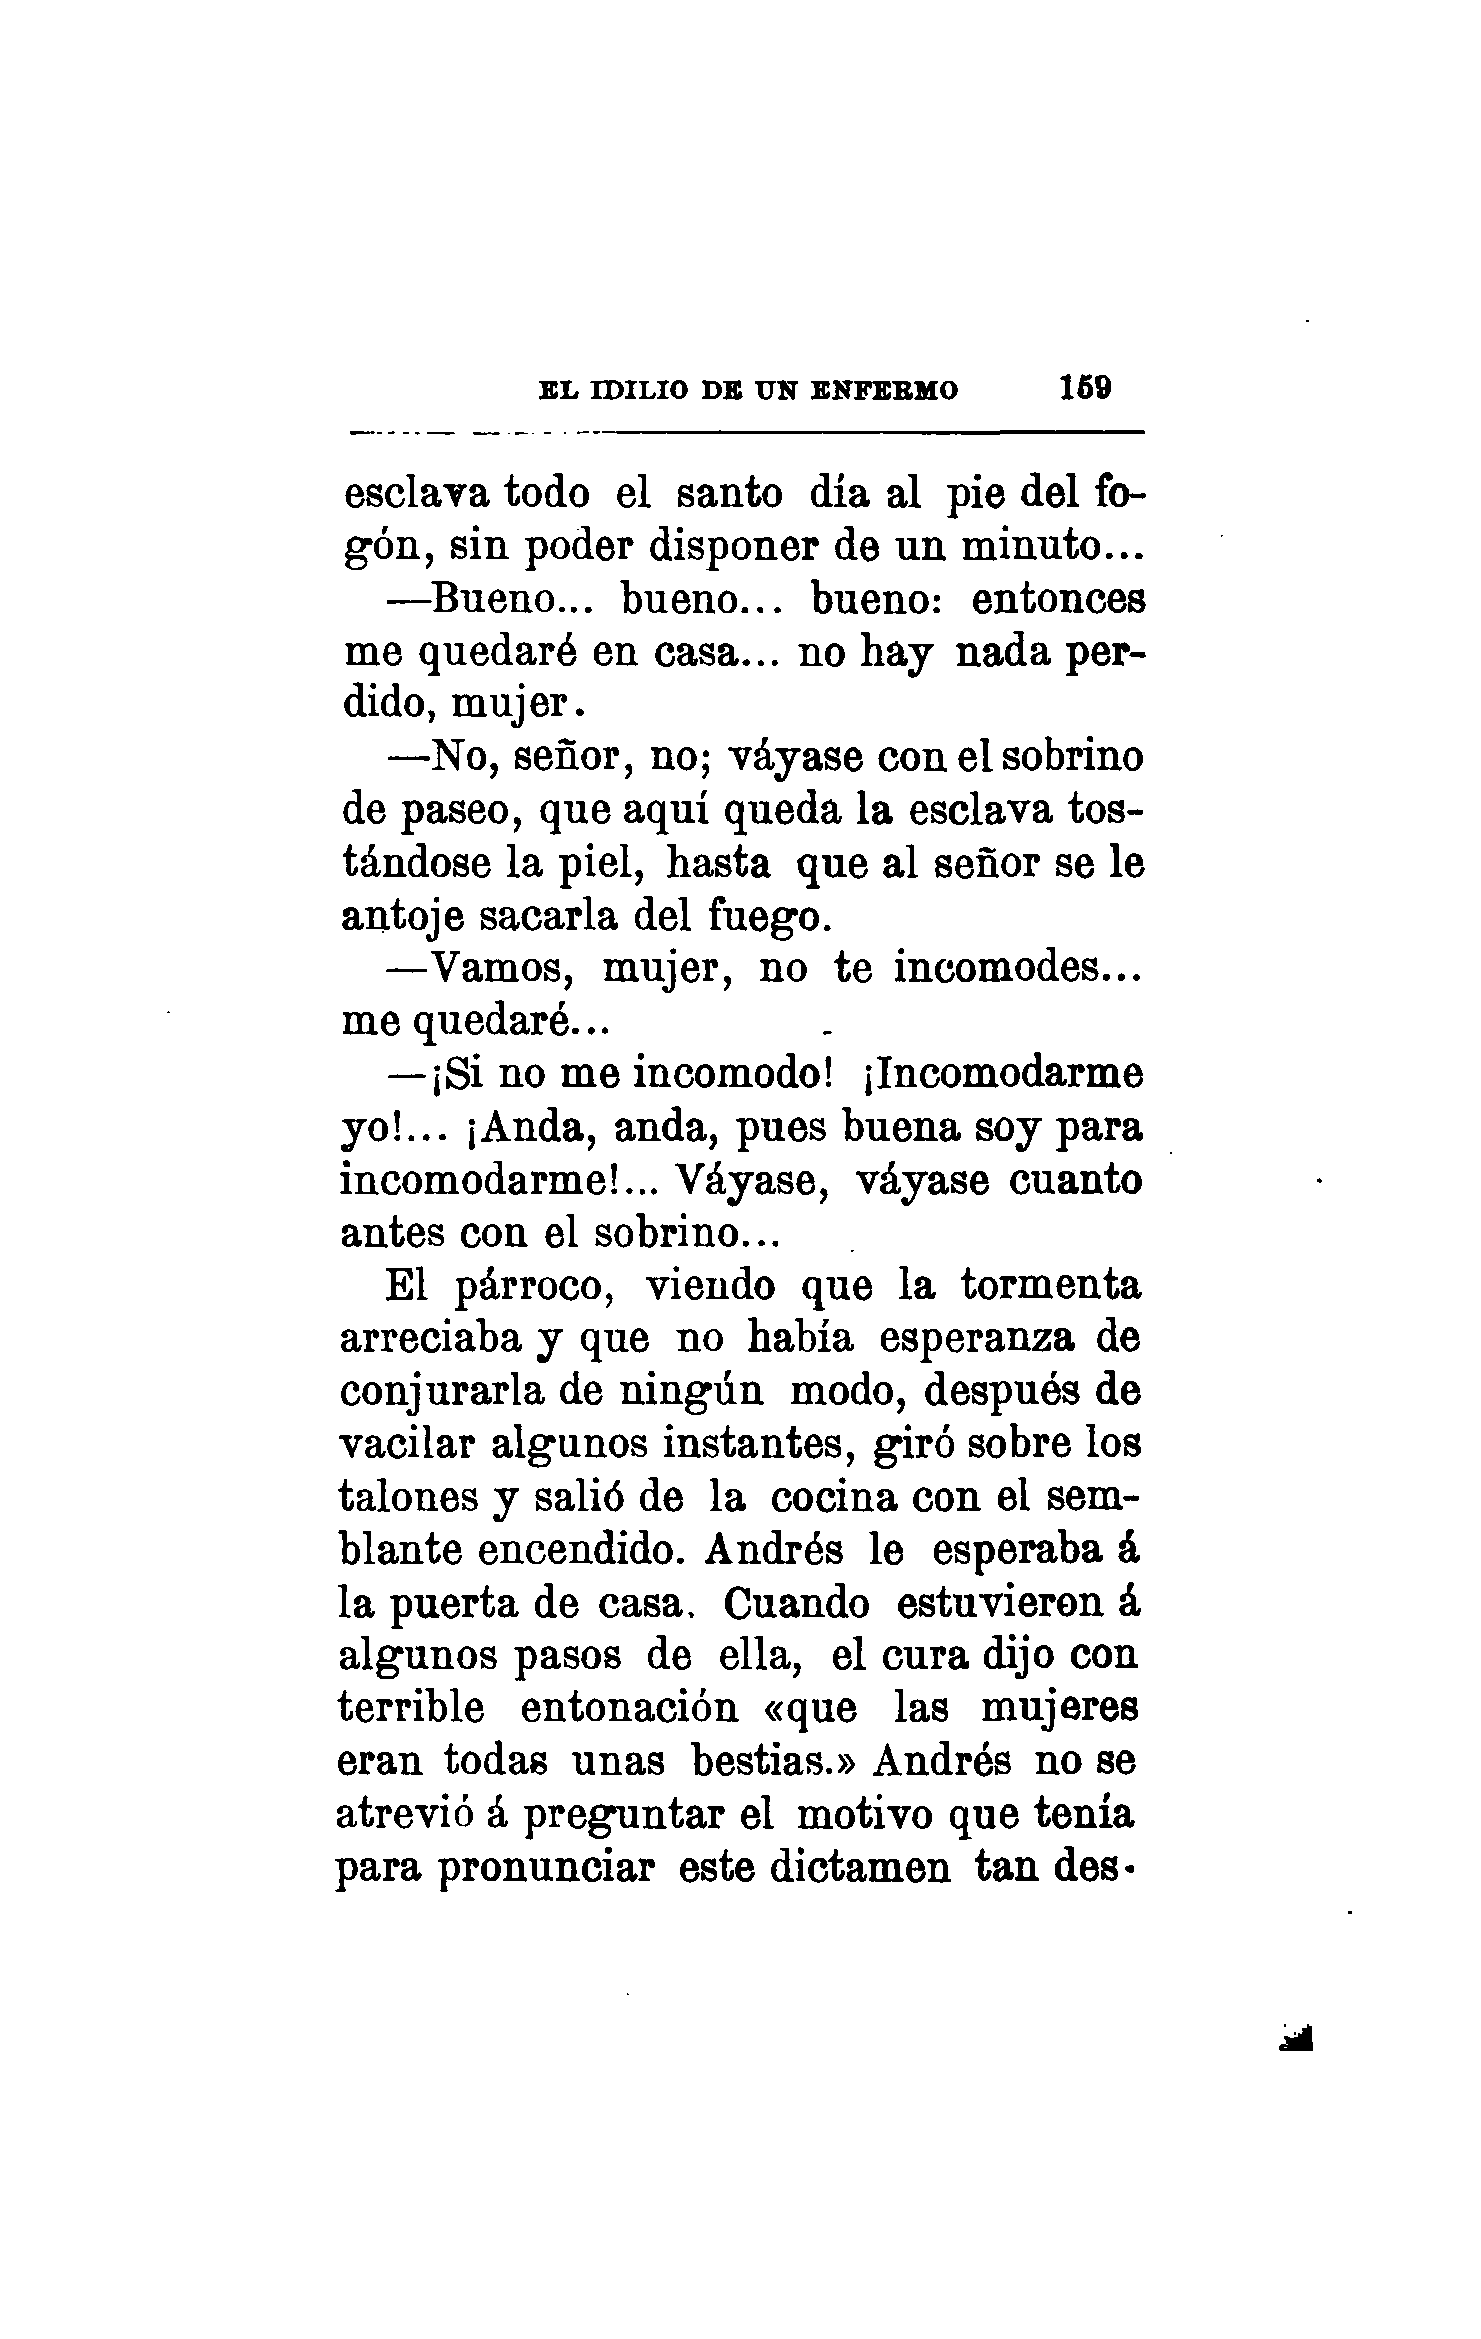 EL IDILIO DE UN ENFERMO 159
esclava todo el santo día al pie del fo-
gón, sin poder disponer de un minuto...
—Bueno... bueno... bueno: entonces
me quedaré en casa... no hay nada per-
dido, mujer.
—No, señor, no; váyase con el sobrino
de paseo, que aquí queda la esclava tos-
tándose la piel, hasta que al señor se le
antoje sacarla del fuego.
—Vamos, mujer, no te incomodes...
me quedaré...
—¡Si no me incomodo! ¡Incomodarme
yo!... ¡Anda, anda, pues buena soy para
incomodarme!... Váyase, váyase cuanto
antes con el sobrino...
El párroco, viendo que la tormenta
arreciaba y que no había esperanza de
conjurarla de ningún modo, después de
vacilar algunos instantes, giró sobre los
talones y salió de la cocina con el sem-
blante encendido. Andrés le esperaba á
la puerta de casa. Cuando estuvieron á
algunos pasos de ella, el cura dijo con
terrible entonación «que las mujeres
eran todas unas bestias.» Andrés no se
atrevió á preguntar el motivo que tenía
para pronunciar este dictamen tan des-